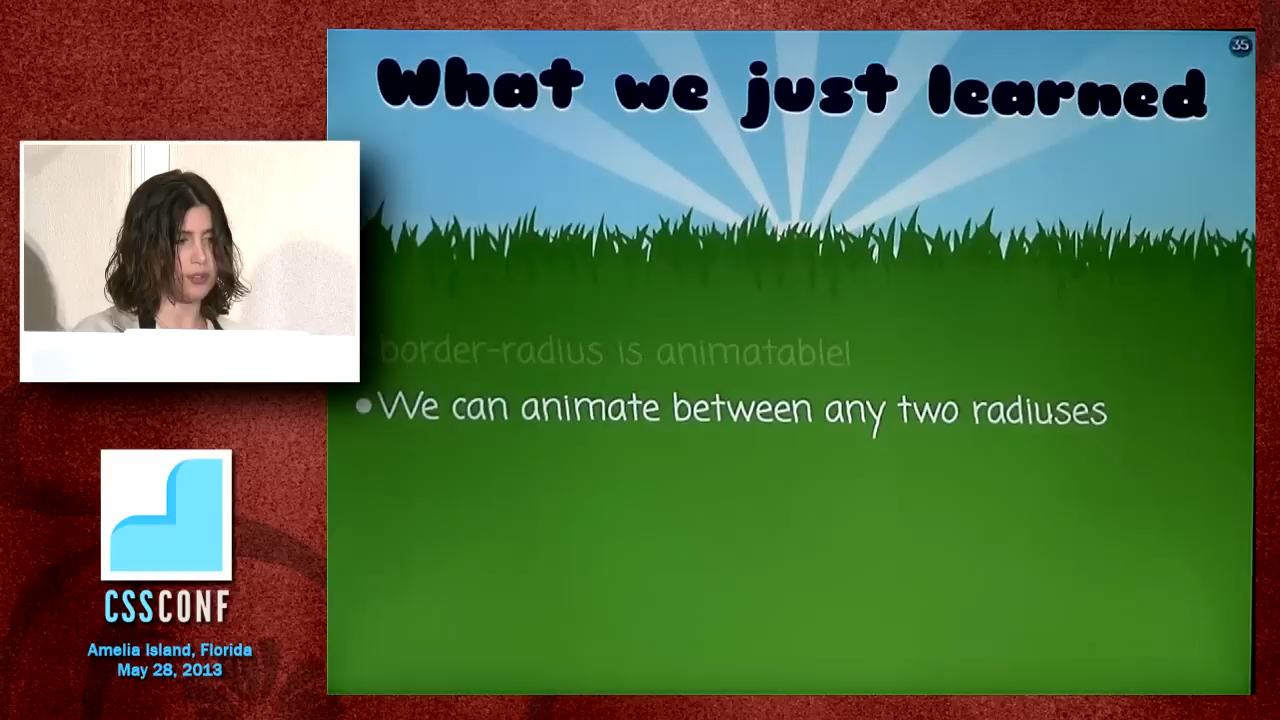 35
What we just learned
border-radius is animatable!
We can animate between any two radiuses
CSSCONF
Amelia Island, Florida
May 28, 2013